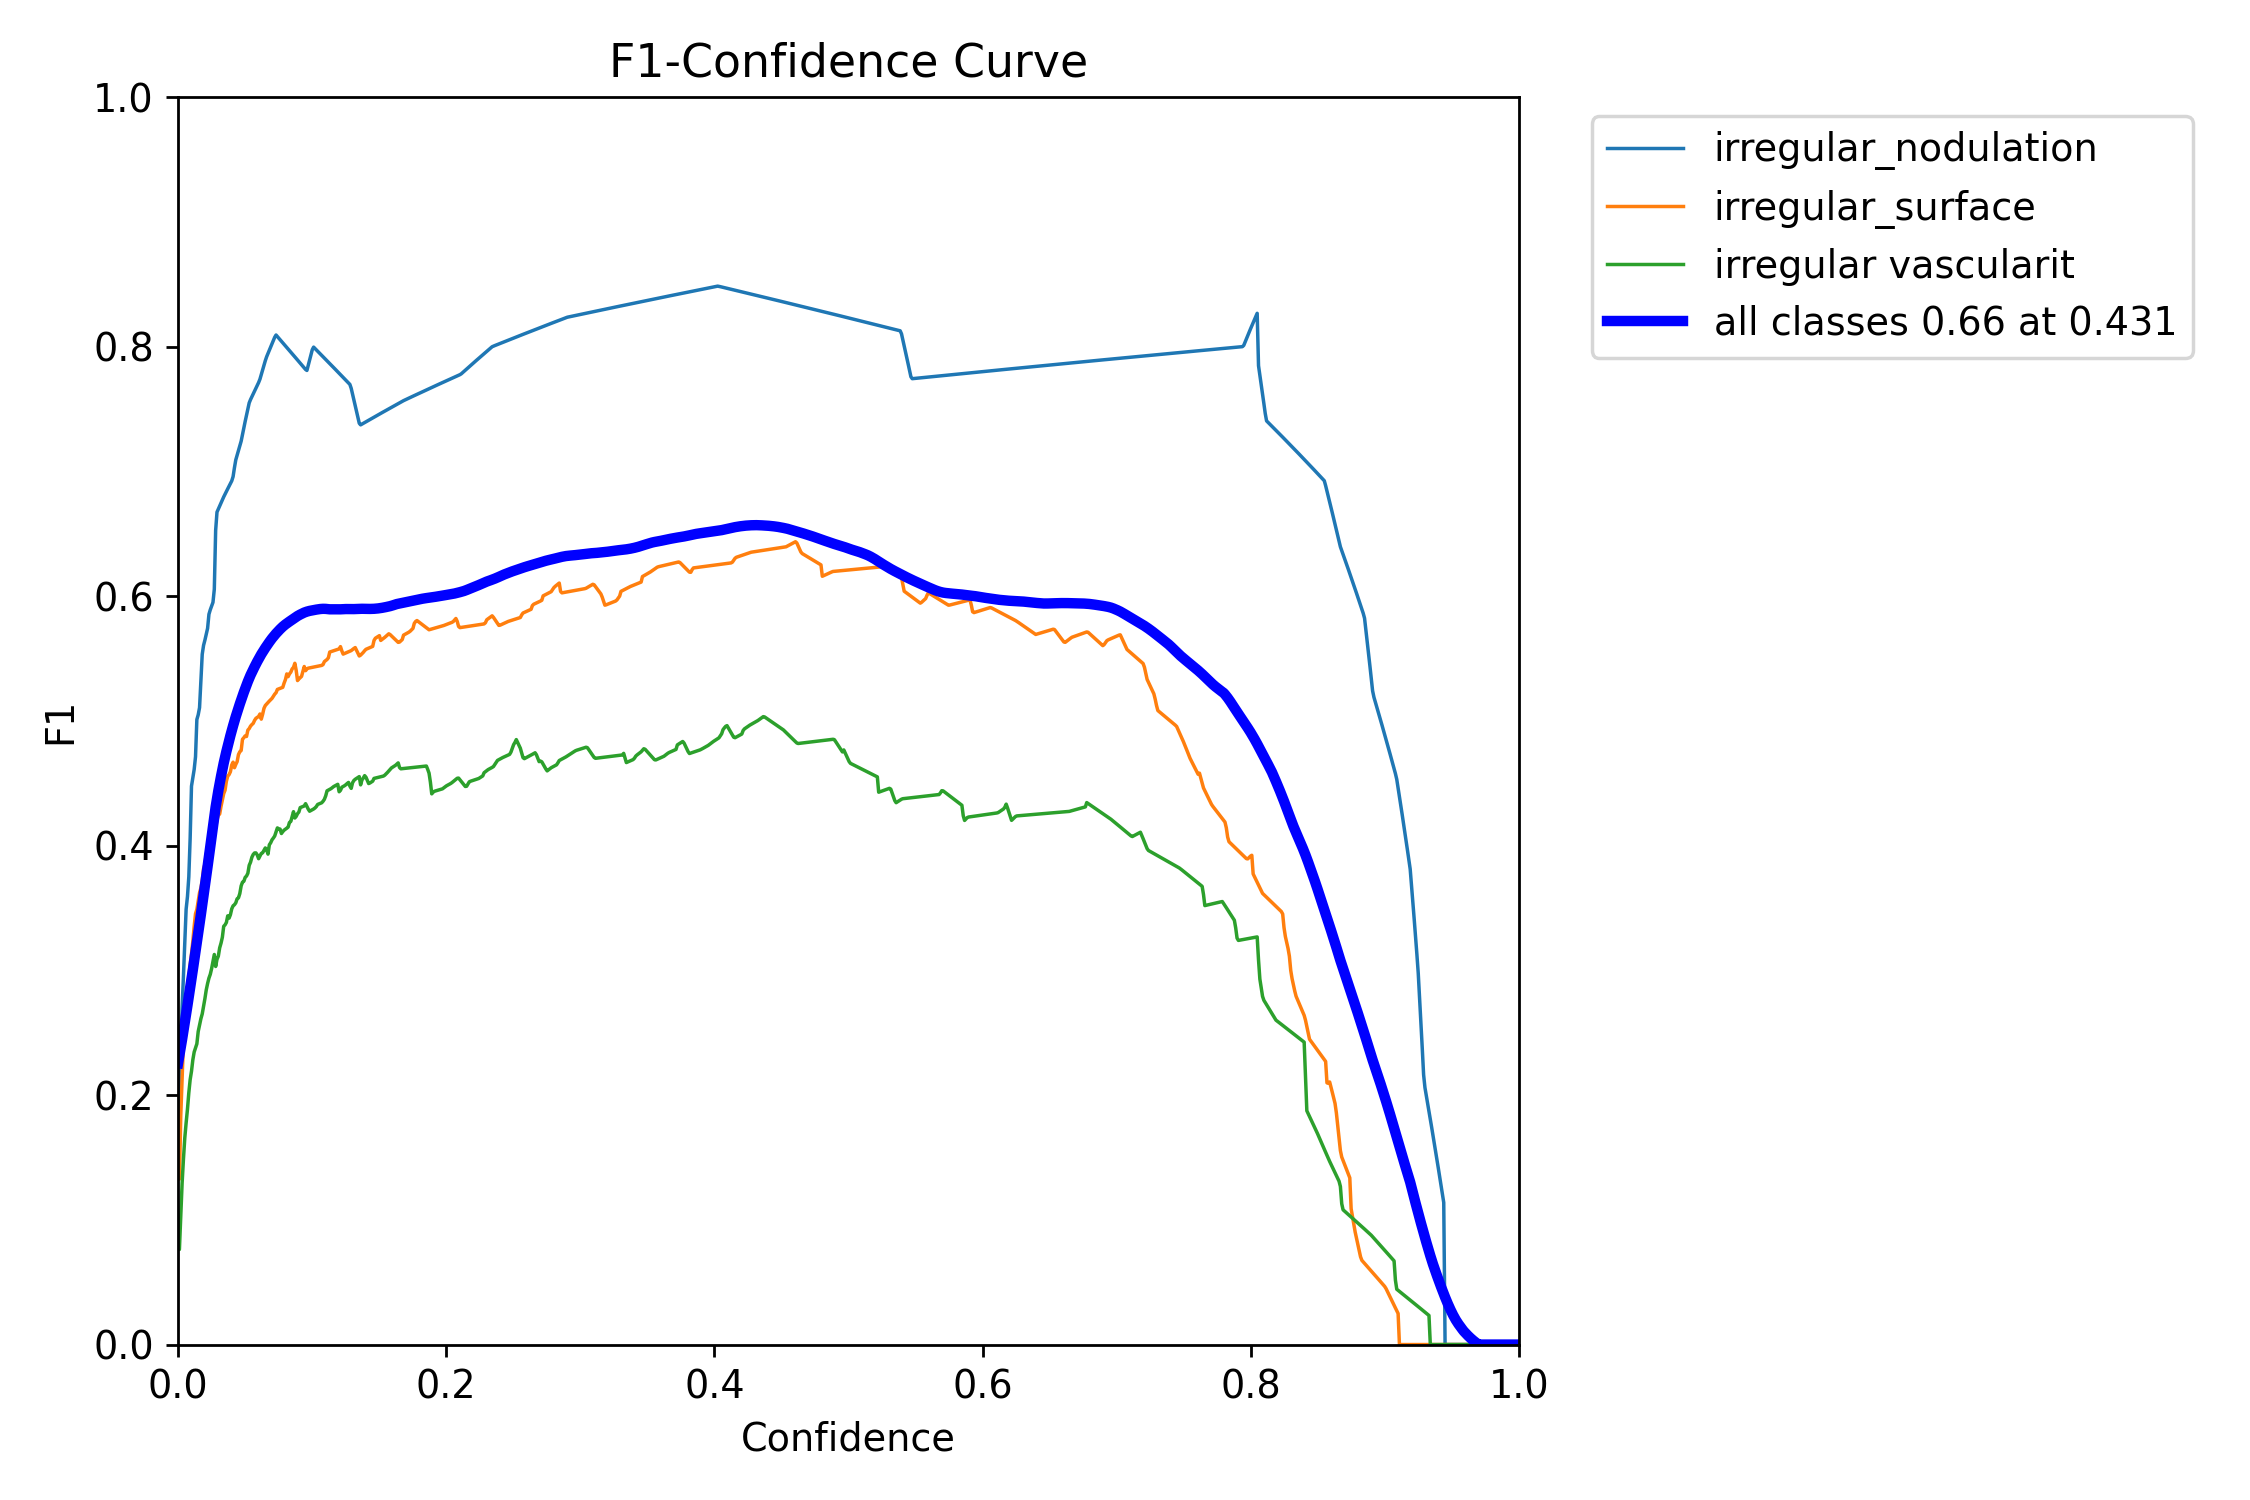 F1-Confidence Curve
1.0
0.8
0.6
0.4
0.2
0.0
F1
0.0 0.2 0.4 0.6 0.8 1.0
Confidence
irregular_nodulation
irregular_surface
irregular vascularit
all classes 0.66 at 0.431